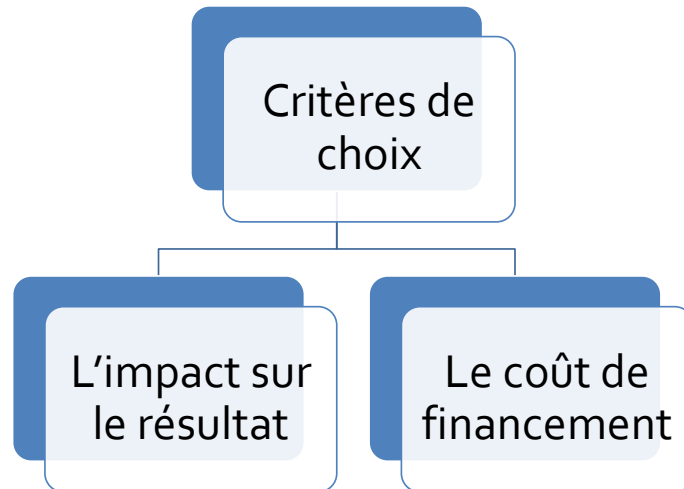 Critères de
choix
L'impact sur
le résultat
Le coût de
financement